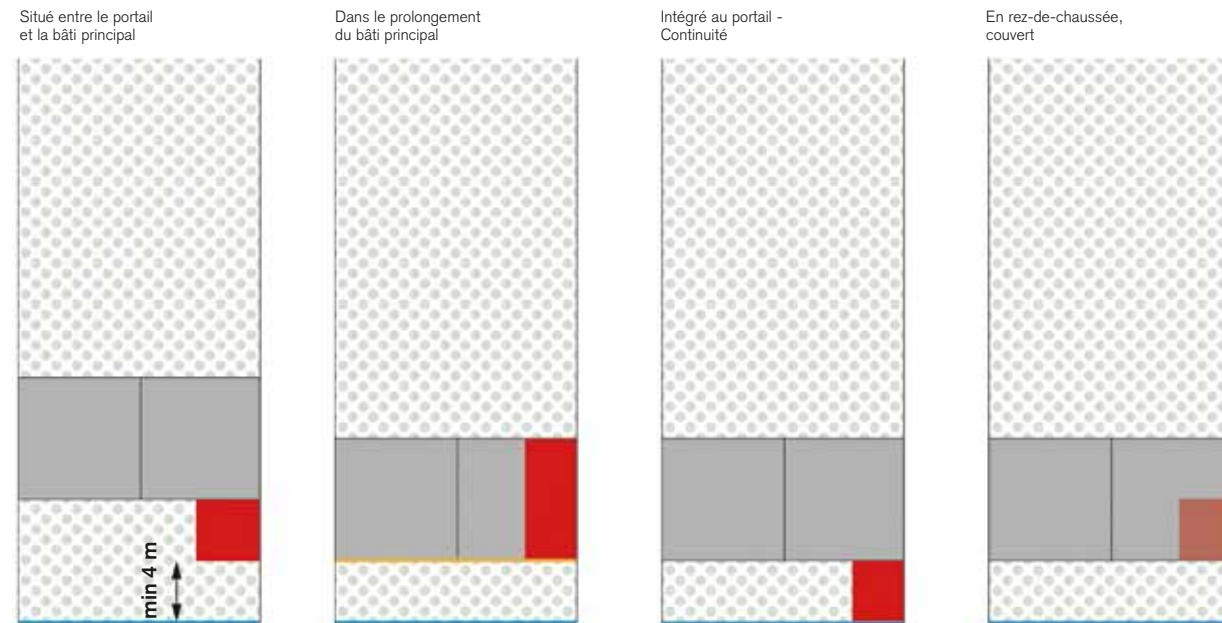 Situé entre le portail
et la bâti principal
Dans le prolongement
du bâti principal
Intégré au portail -
Continuité
En rez-de-chaussée,
couvert
min 4 m